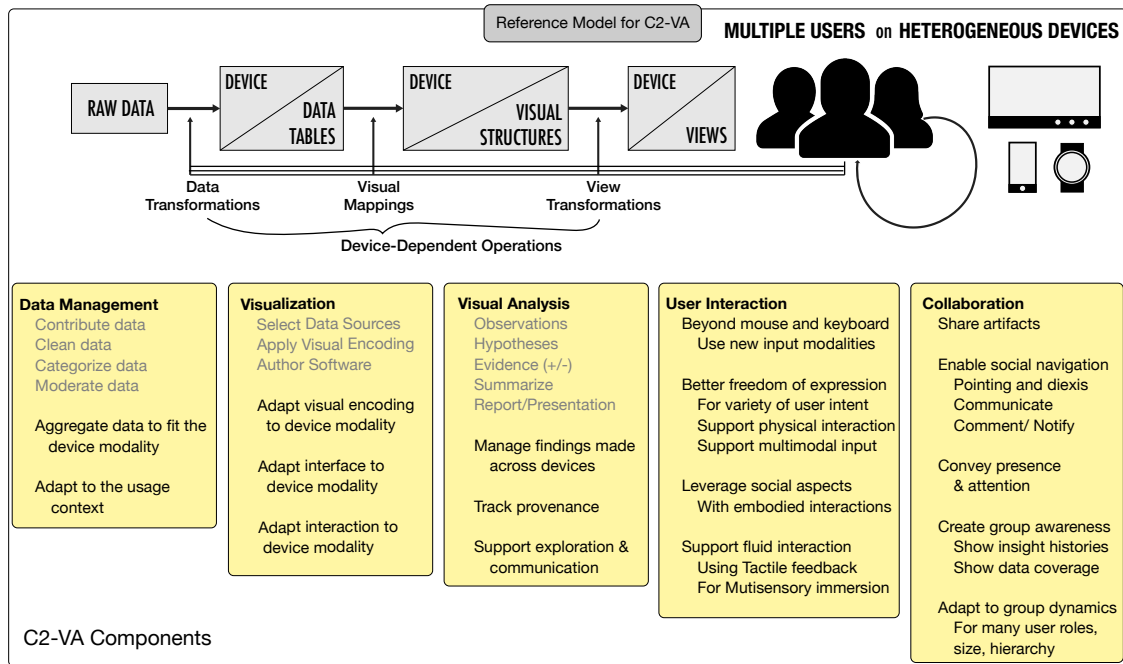 Reference Model for C2-VA
MULTIPLE USERS on HETEROGENEOUS DEVICES
RAW DATA
DEVICE
DATA
TABLES
DEVICE
VISUAL
STRUCTURES
DEVICE
VIEWS
Data
Transformations
Visual
Mappings
View
Transformations
Device-Dependent Operations
Data Management
Contribute data
Clean data
Categorize data
Moderate data
Aggregate data to fit the
device modality
Adapt to the usage
context
Visualization
Select Data Sources
Apply Visual Encoding
Author Software
Adapt visual encoding
to device modality
Adapt interface to
device modality
Adapt interaction to
device modality
Visual Analysis
Observations
Hypotheses
Evidence (+/-)
Summarize
Report/Presentation
Manage findings made
across devices
Track provenance
Support exploration &
communication
User Interaction
Beyond mouse and keyboard
Use new input modalities
Better freedom of expression
For variety of user intent
Support physical interaction
Support multimodal input
Leverage social aspects
With embodied interactions
Support fluid interaction
Using Tactile feedback
For Mutisensory immersion
Collaboration
Share artifacts
Enable social navigation
Pointing and diexis
Communicate
Comment/ Notify
Convey presence
& attention
Create group awareness
Show insight histories
Show data coverage
Adapt to group dynamics
For many user roles,
size, hierarchy
C2-VA Components